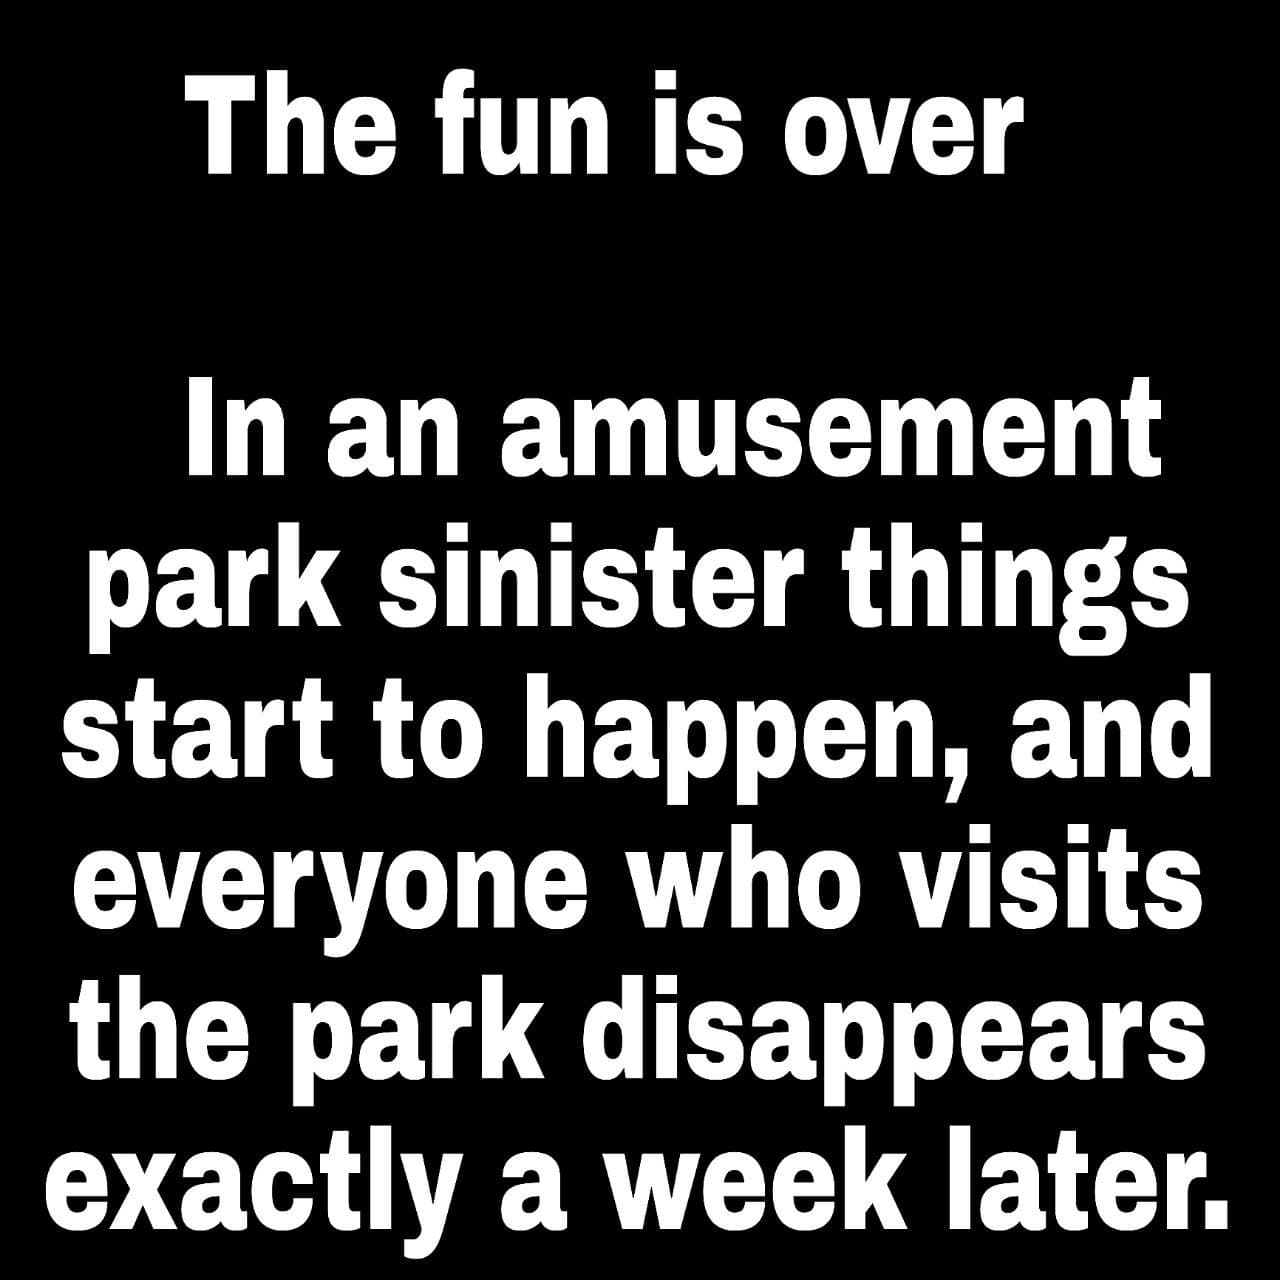 The fun is over
In an amusement
park sinister things
start to happen, and
everyone who visits
the park disappears
exactly a week later.